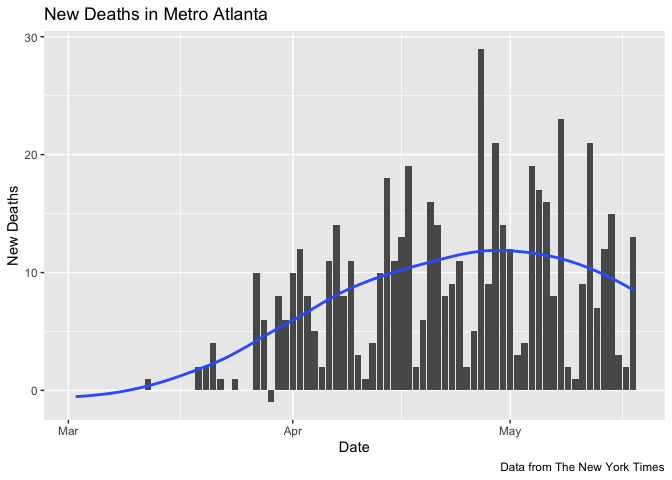 New Deaths in Metro Atlanta
New Deaths
30
20
10
0
Mar
Apr
May
Date
Data from The New York Times